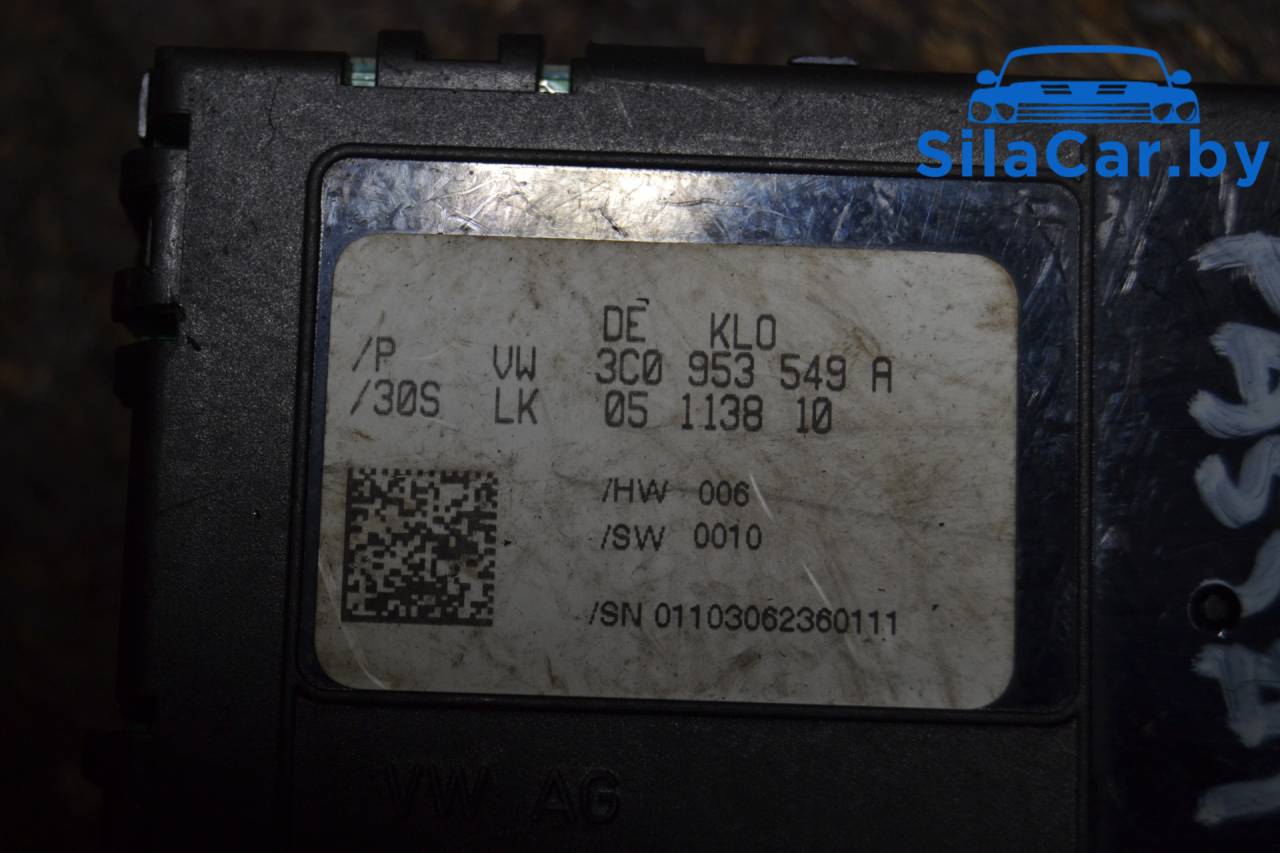 SilaCar.by
DE KLO
/P VW 3C0 953 549 A
/30S LK 05 1138 10
/HW 006
/SW 0010
/SN 01103062360111
VW AG